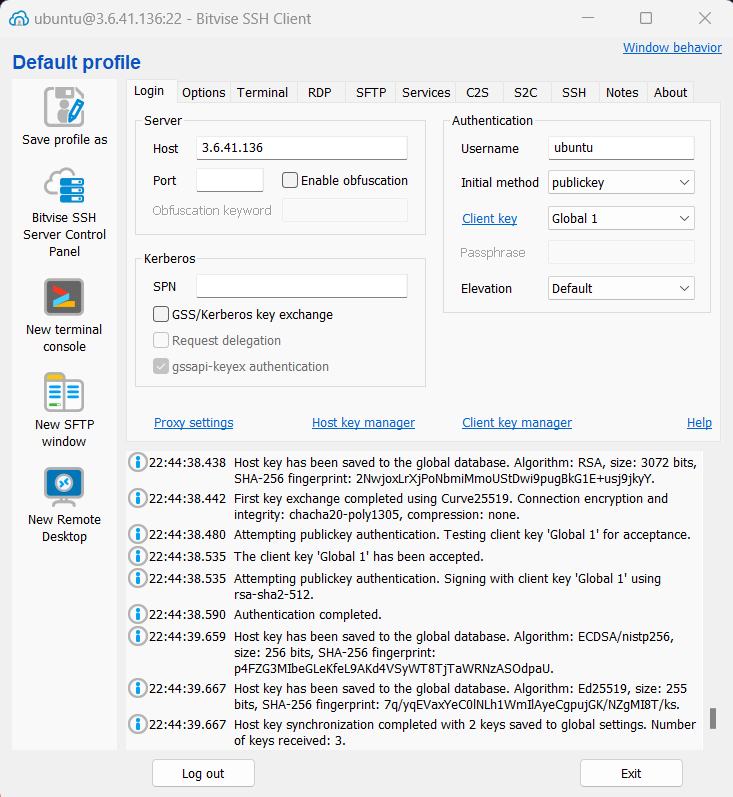 ubuntu@3.6.41.136:22 - Bitvise SSH Client
Window behavior
Default profile
Save profile as
Bitvise SSH
Server Control
Panel
New terminal
console
New SFTP
window
New Remote
Desktop
Login Options Terminal RDP SFTP Services C2S S2C SSH Notes About
Server
Host 3.6.41.136
Port Enable obfuscation
Obfuscation keyword
Kerberos
SPN
GSS/Kerberos key exchange
Request delegation
gssapi-keyex authentication
Authentication
Username ubuntu
Initial method publickey
Client key Global 1
Passphrase
Elevation Default
Proxy settings Host key manager Client key manager Help
22:44:38.438 Host key has been saved to the global database. Algorithm: RSA, size: 3072 bits,
SHA-256 fingerprint: 2NwjoxLrXjPoNbmiMmoUStDwi9pugBkG1E+usj9jkyY.
22:44:38.442 First key exchange completed using Curve25519. Connection encryption and
integrity: chacha20-poly1305, compression: none.
22:44:38.480 Attempting publickey authentication. Testing client key 'Global 1' for acceptance.
22:44:38.535 The client key 'Global 1' has been accepted.
22:44:38.535 Attempting publickey authentication. Signing with client key 'Global 1' using
rsa-sha2-512.
22:44:38.590 Authentication completed.
22:44:39.659 Host key has been saved to the global database. Algorithm: ECDSA/nistp256,
size: 256 bits, SHA-256 fingerprint:
p4FZG3MIbeGLeKfeL9AKd4VSyWT8TjTaWRNzASOdpaU.
22:44:39.667 Host key has been saved to the global database. Algorithm: Ed25519, size: 255
bits, SHA-256 fingerprint: 7q/yqEVaxYeC0lNLh1WmIlAyeCgpujGK/NZgMI8T/ks.
22:44:39.667 Host key synchronization completed with 2 keys saved to global settings. Number
of keys received: 3.
Log out Exit